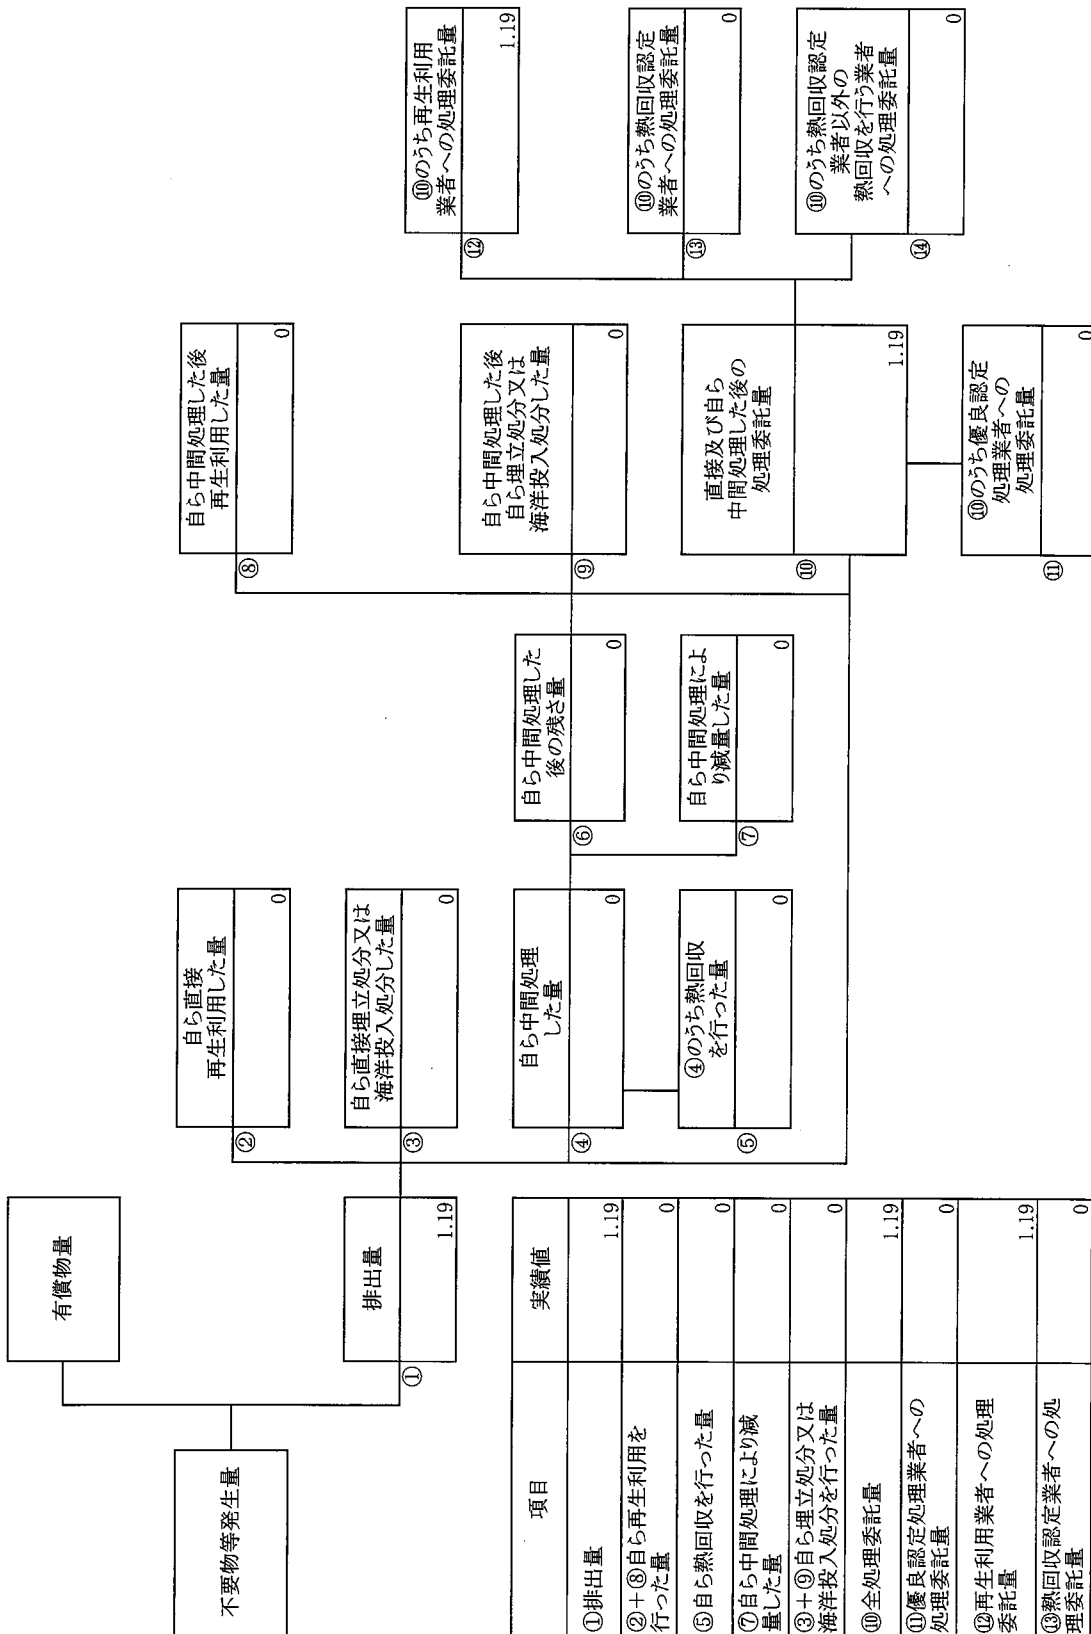 不要物等発生量
有償物量
排出量
①
1.19
自ら直接
再生利用した量
②
0
自ら直接埋立処分又は
海洋投入処分した量
③
0
自ら中間処理
した量
④
0
④のうち熱回収
を行った量
⑤
0
自ら中間処理した
後の残さ量
⑥
0
自ら中間処理によ
り減量した量
⑦
0
自ら中間処理した後
再生利用した量
⑧
0
自ら中間処理した後
自ら埋立処分又は
海洋投入処分した量
⑨
0
直接及び自ら
中間処理した後の
処理委託量
⑩
1.19
⑩のうち優良認定
処理業者への
処理委託量
⑪
0
⑩のうち再生利用
業者への処理委託量
⑫
1.19
⑩のうち熱回収認定
業者への処理委託量
⑬
0
⑩のうち熱回収認定
業者以外の
熱回収を行う業者
への処理委託量
⑭
0
項目 実績値
①排出量 1.19
②+⑧自ら再生利用を
行った量 0
⑤自ら熱回収を行った量 0
⑦自ら中間処理により減
量した量 0
③+⑨自ら埋立処分又は
海洋投入処分を行った量 0
⑩全処理委託量 1.19
⑪優良認定処理業者への
処理委託量 0
⑫再生利用業者への処理
委託量 1.19
⑬熱回収認定業者への処
理委託量 0